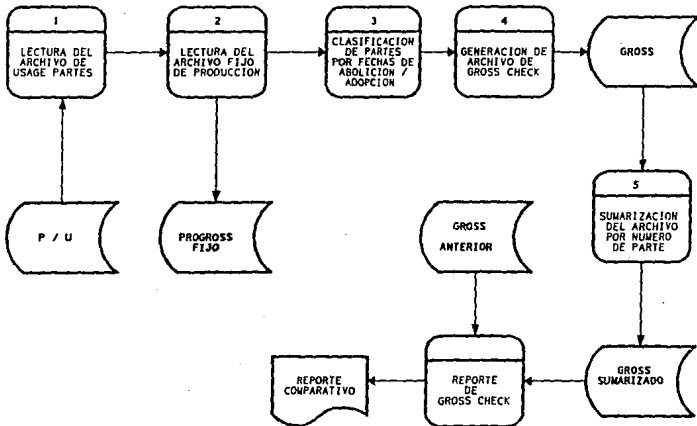 1
LECTURA DEL
ARCHIVO DE
USAGE PARTES
2
LECTURA DEL
ARCHIVO FIJO
DE PRODUCCION
3
CLASIFICACION
DE PARTES
POR FECHAS DE
ABOLICION /
ADOPCION
4
GENERACION DE
ARCHIVO DE
GROSS CHECK
GROSS
P / U
PROGROSS
FIJO
GROSS
ANTERIOR
5
SUMARIZACION
DEL ARCHIVO
POR NUMERO
DE PARTE
REPORTE
COMPARATIVO
REPORTE
DE
GROSS CHECK
GROSS
SUMARIZADO